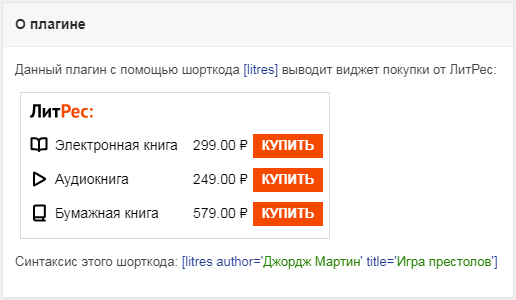 О плагине
Данный плагин с помощью шорткода [litres] выводит виджет покупки от ЛитРес:
ЛитРес:
Электронная книга 299.00 ₽ КУПИТЬ
Аудиокнига 249.00 ₽ КУПИТЬ
Бумажная книга 579.00 ₽ КУПИТЬ
Синтаксис этого шорткода: [litres author='Джордж Мартин' title='Игра престолов']